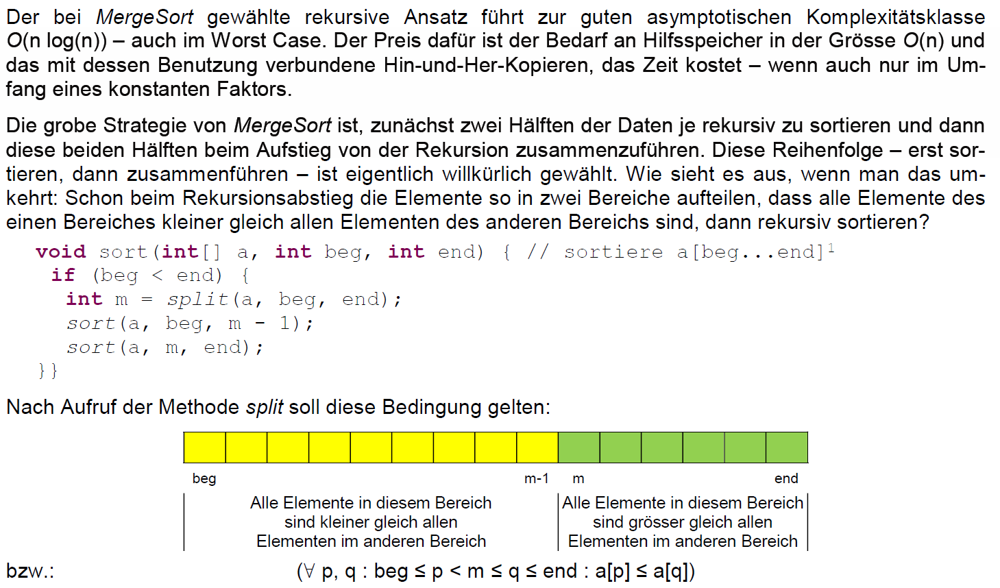 Der bei MergeSort gewählte rekursive Ansatz führt zur guten asymptotischen Komplexitätsklasse
O(n log(n)) – auch im Worst Case. Der Preis dafür ist der Bedarf an Hilfsspeicher in der Grösse O(n) und
das mit dessen Benutzung verbundene Hin-und-Her-Kopieren, das Zeit kostet – wenn auch nur im Um-
fang eines konstanten Faktors.
Die grobe Strategie von MergeSort ist, zunächst zwei Hälften der Daten je rekursiv zu sortieren und dann
diese beiden Hälften beim Aufstieg von der Rekursion zusammenzuführen. Diese Reihenfolge – erst sor-
tieren, dann zusammenführen – ist eigentlich willkürlich gewählt. Wie sieht es aus, wenn man das um-
kehrt: Schon beim Rekursionsabstieg die Elemente so in zwei Bereiche aufteilen, dass alle Elemente des
einen Bereiches kleiner gleich allen Elementen des anderen Bereichs sind, dann rekursiv sortieren?
void sort(int[] a, int beg, int end) { // sortiere a[beg...end]¹
if (beg < end) {
int m = split(a, beg, end);
sort(a, beg, m - 1);
sort(a, m, end);
}}
Nach Aufruf der Methode split soll diese Bedingung gelten:
beg m-1 m end
Alle Elemente in diesem Bereich
sind kleiner gleich allen
Elementen im anderen Bereich
Alle Elemente in diesem Bereich
sind grösser gleich allen
Elementen im anderen Bereich
bzw.: (∀ p, q : beg ≤ p < m ≤ q ≤ end : a[p] ≤ a[q])